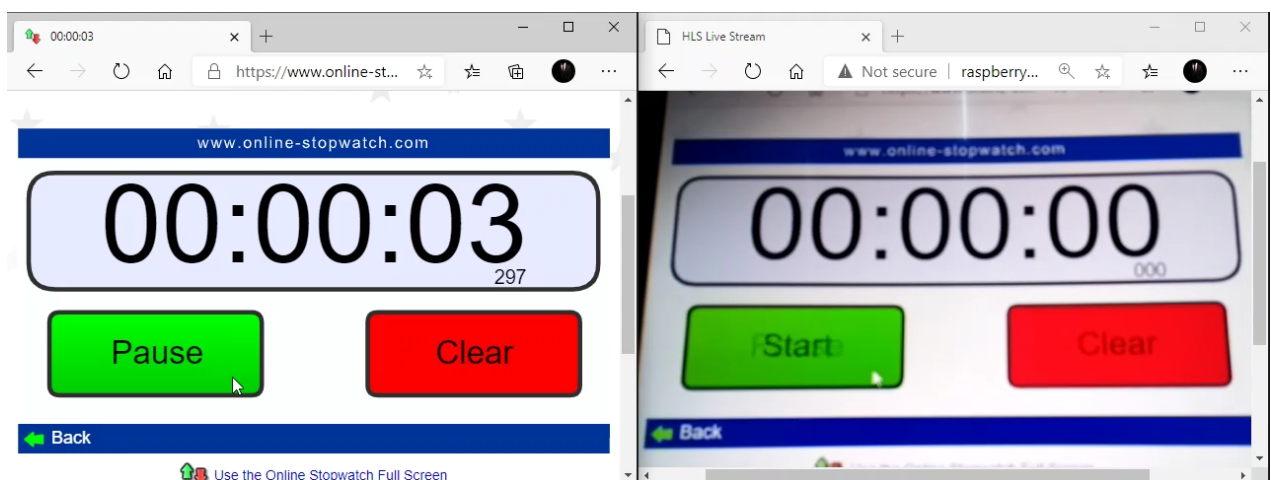 00:00:03
https://www.online-st...
www.online-stopwatch.com
00:00:03
297
Pause
Clear
Back
Use the Online Stopwatch Full Screen
HLS Live Stream
Not secure | raspberry...
www.online-stopwatch.com
00:00:00
000
Start
Clear
Back